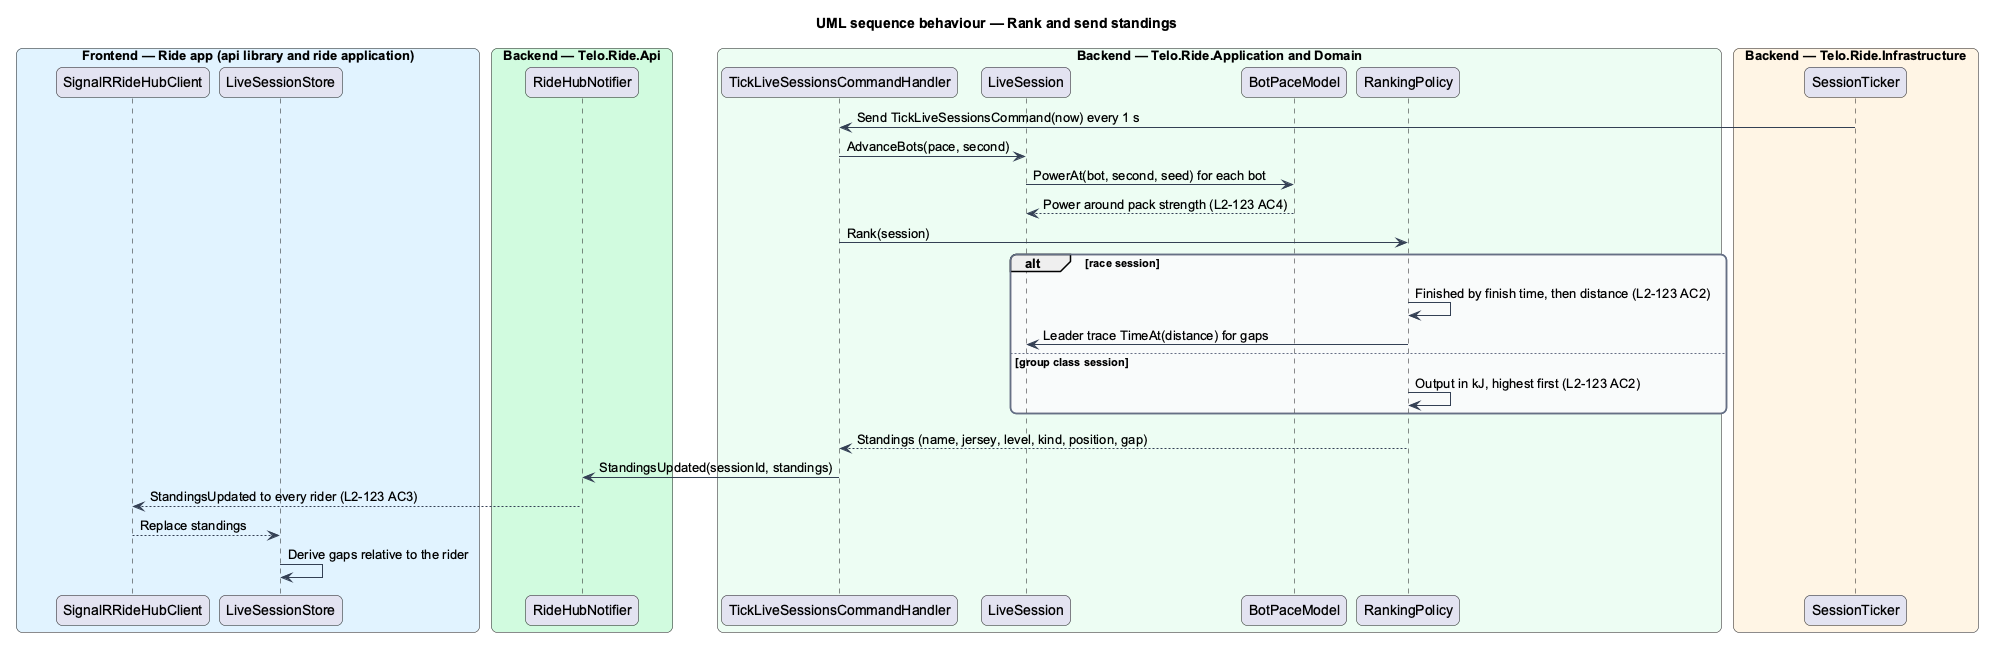 UML sequence behaviour — Rank and send standings
Frontend — Ride app (api library and ride application)
Backend — Telo.Ride.Api
Backend — Telo.Ride.Application and Domain
Backend — Telo.Ride.Infrastructure
SignalRRideHubClient
LiveSessionStore
RideHubNotifier
TickLiveSessionsCommandHandler
LiveSession
BotPaceModel
RankingPolicy
SessionTicker
Send TickLiveSessionsCommand(now) every 1 s
AdvanceBots(pace, second)
PowerAt(bot, second, seed) for each bot
Power around pack strength (L2-123 AC4)
Rank(session)
alt
[race session]
Finished by finish time, then distance (L2-123 AC2)
Leader trace TimeAt(distance) for gaps
[group class session]
Output in kJ, highest first (L2-123 AC2)
Standings (name, jersey, level, kind, position, gap)
StandingsUpdated(sessionId, standings)
StandingsUpdated to every rider (L2-123 AC3)
Replace standings
Derive gaps relative to the rider
SignalRRideHubClient
LiveSessionStore
RideHubNotifier
TickLiveSessionsCommandHandler
LiveSession
BotPaceModel
RankingPolicy
SessionTicker